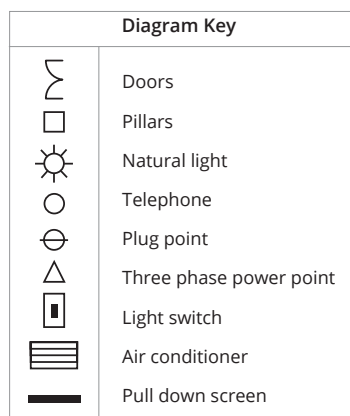 Diagram Key
Doors
Pillars
Natural light
Telephone
Plug point
Three phase power point
Light switch
Air conditioner
Pull down screen